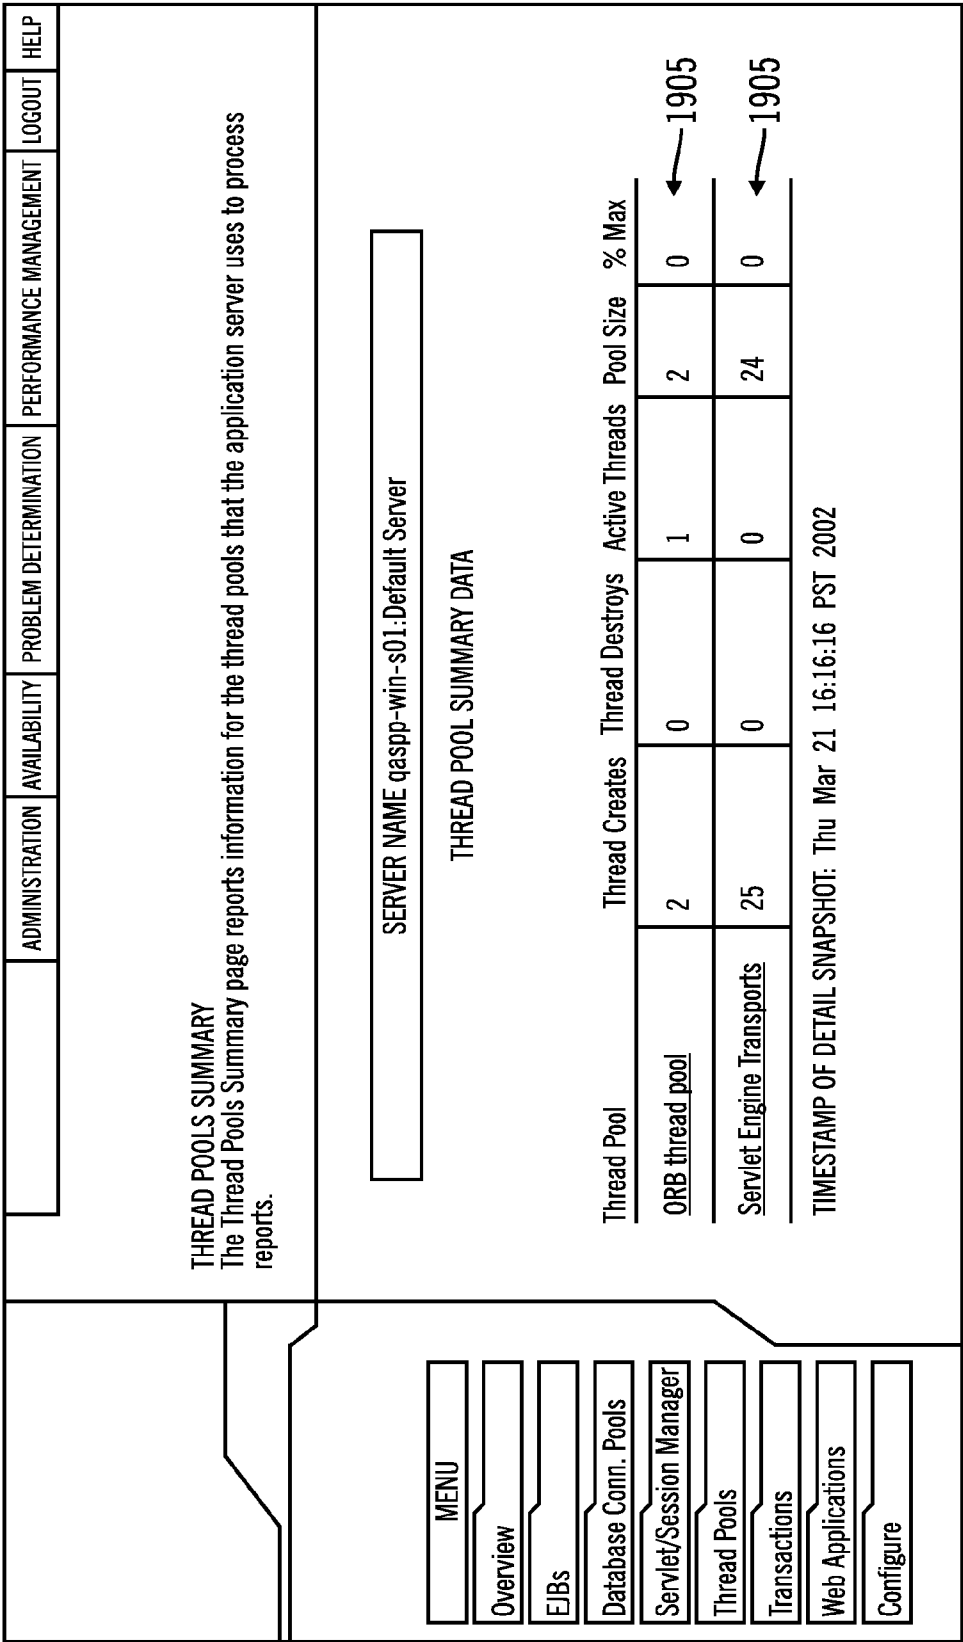 ADMINISTRATION AVAILABILITY PROBLEM DETERMINATION PERFORMANCE MANAGEMENT LOGOUT HELP
THREAD POOLS SUMMARY
The Thread Pools Summary page reports information for the thread pools that the application server uses to process
reports.
MENU
Overview
EJBs
Database Conn. Pools
Servlet/Session Manager
Thread Pools
Transactions
Web Applications
Configure
SERVER NAME qaspp-win-s01:Default Server
THREAD POOL SUMMARY DATA
Thread Pool Thread Creates Thread Destroys Active Threads Pool Size % Max
ORB thread pool 2 0 1 2 0 1905
Servlet Engine Transports 25 0 0 24 0 1905
TIMESTAMP OF DETAIL SNAPSHOT: Thu Mar 21 16:16:16 PST 2002